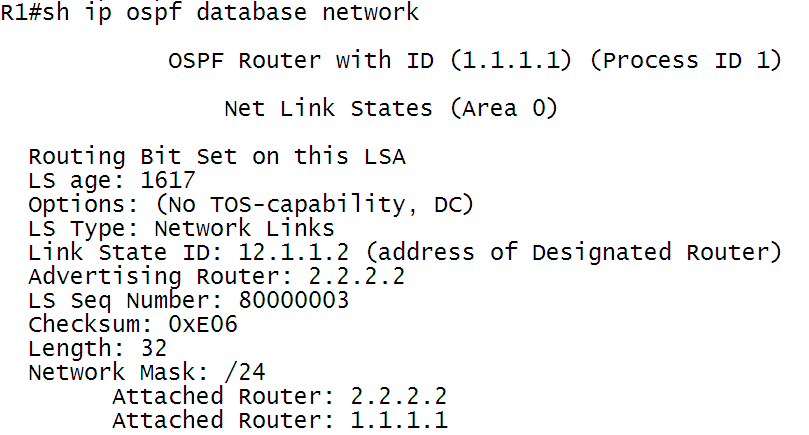 R1#sh ip ospf database network
OSPF Router with ID (1.1.1.1) (Process ID 1)
Net Link States (Area 0)
Routing Bit Set on this LSA
LS age: 1617
Options: (No TOS-capability, DC)
LS Type: Network Links
Link State ID: 12.1.1.2 (address of Designated Router)
Advertising Router: 2.2.2.2
LS Seq Number: 80000003
Checksum: 0xE06
Length: 32
Network Mask: /24
Attached Router: 2.2.2.2
Attached Router: 1.1.1.1